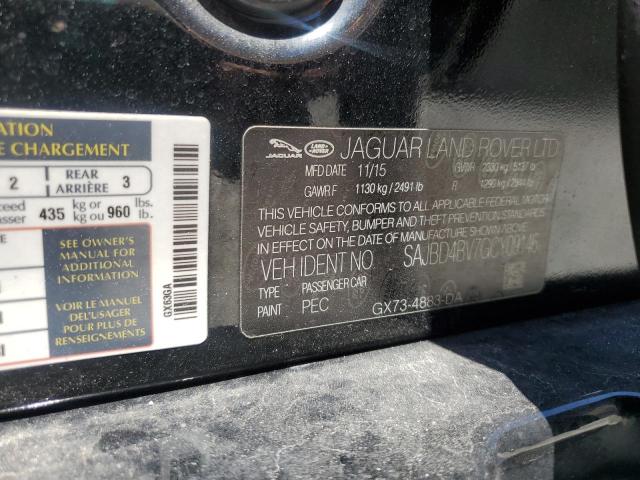 ATION
E CHARGEMENT
2 REAR ARRIÈRE 3
435 kg or kg ou 960 lbs. lb.
SEE OWNER'S
MANUAL FOR
ADDITIONAL
INFORMATION
VOIR LE MANUEL
DEL'USAGER
POUR PLUS DE
RENSEIGNEMENTS
GX63GA
JAGUAR LAND ROVER
JAGUAR LAND ROVER LTD
MFD DATE 11/15 GVWR
GAWR F 1130 kg / 2491 lb R
THIS VEHICLE CONFORMS TO ALL APPLICABLE FEDERAL MOTOR
VEHICLE SAFETY, BUMPER AND THEFT PREVENTION STANDARDS
IN EFFECT ON THE DATE OF MANUFACTURE SHOWN ABOVE
VEH IDENT NO
TYPE PASSENGER CAR
PAINT PEC GX73-4883-DA